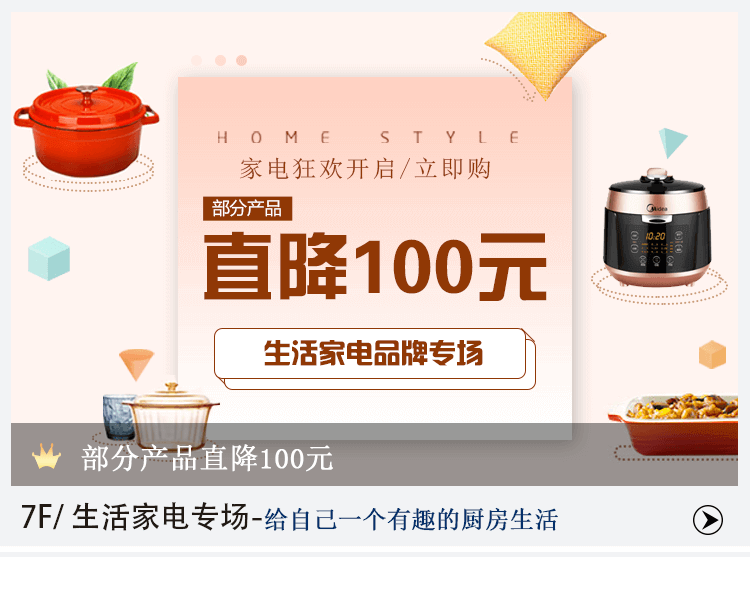 HOME STYLE
家电狂欢开启/立即购
部分产品
直降100元
生活家电品牌专场
Midea
10:20
部分产品直降100元
7F/ 生活家电专场-给自己一个有趣的厨房生活